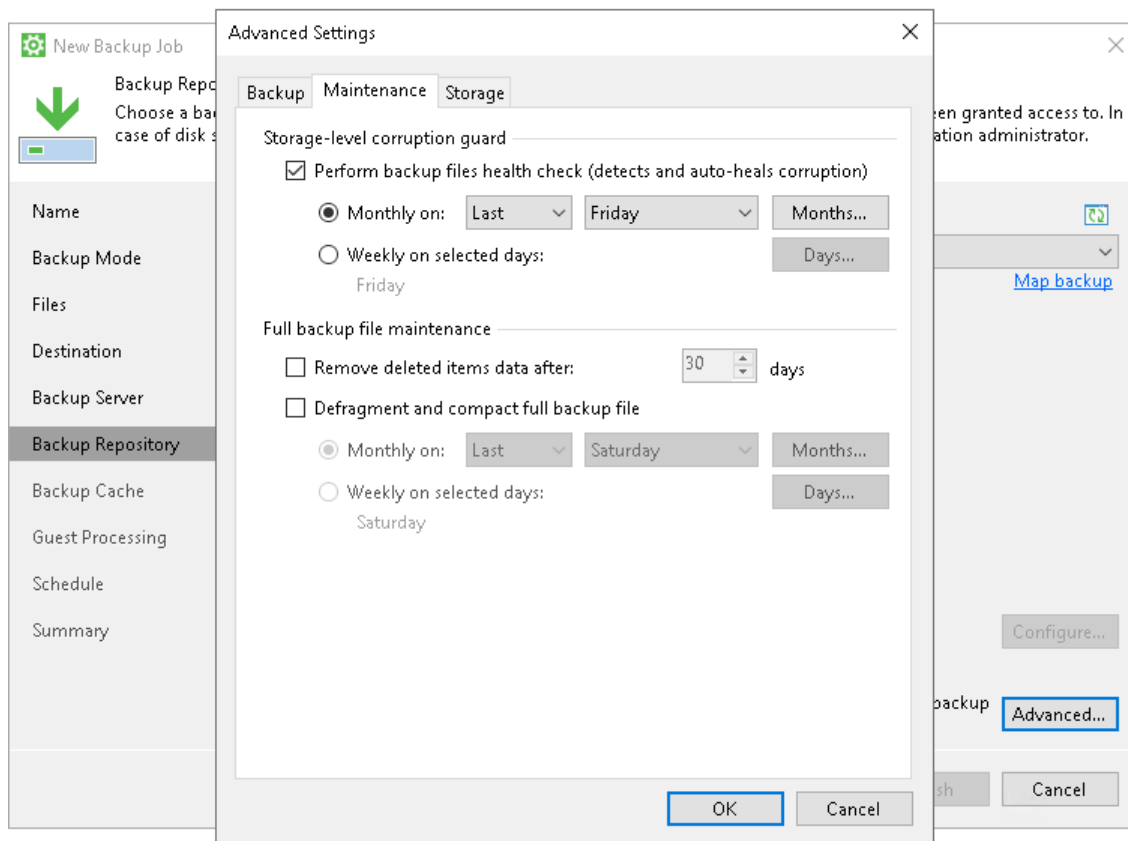 New Backup Job
Backup Repo
Choose a ba
case of disk s
een granted access to. In
ation administrator.
Name
Backup Mode
Files
Destination
Backup Server
Backup Repository
Backup Cache
Guest Processing
Schedule
Summary
Advanced Settings
Backup Maintenance Storage
Storage-level corruption guard
Perform backup files health check (detects and auto-heals corruption)
Monthly on: Last Friday Months...
Weekly on selected days: Days...
Friday
Full backup file maintenance
Remove deleted items data after: 30 days
Defragment and compact full backup file
Monthly on: Last Saturday Months...
Weekly on selected days: Days...
Saturday
OK Cancel
Map backup
Configure...
backup Advanced...
sh Cancel